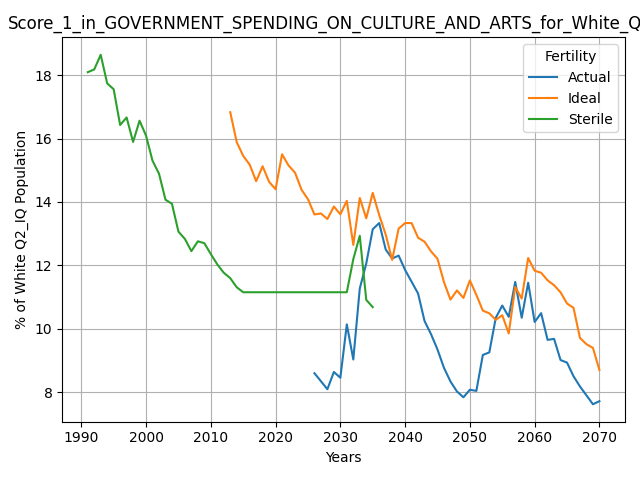 Score_1_in_GOVERNMENT_SPENDING_ON_CULTURE_AND_ARTS_for_White_Q
Fertility
Actual
Ideal
Sterile
% of White Q2_IQ Population
18
16
14
12
10
8
1990 2000 2010 2020 2030 2040 2050 2060 2070
Years